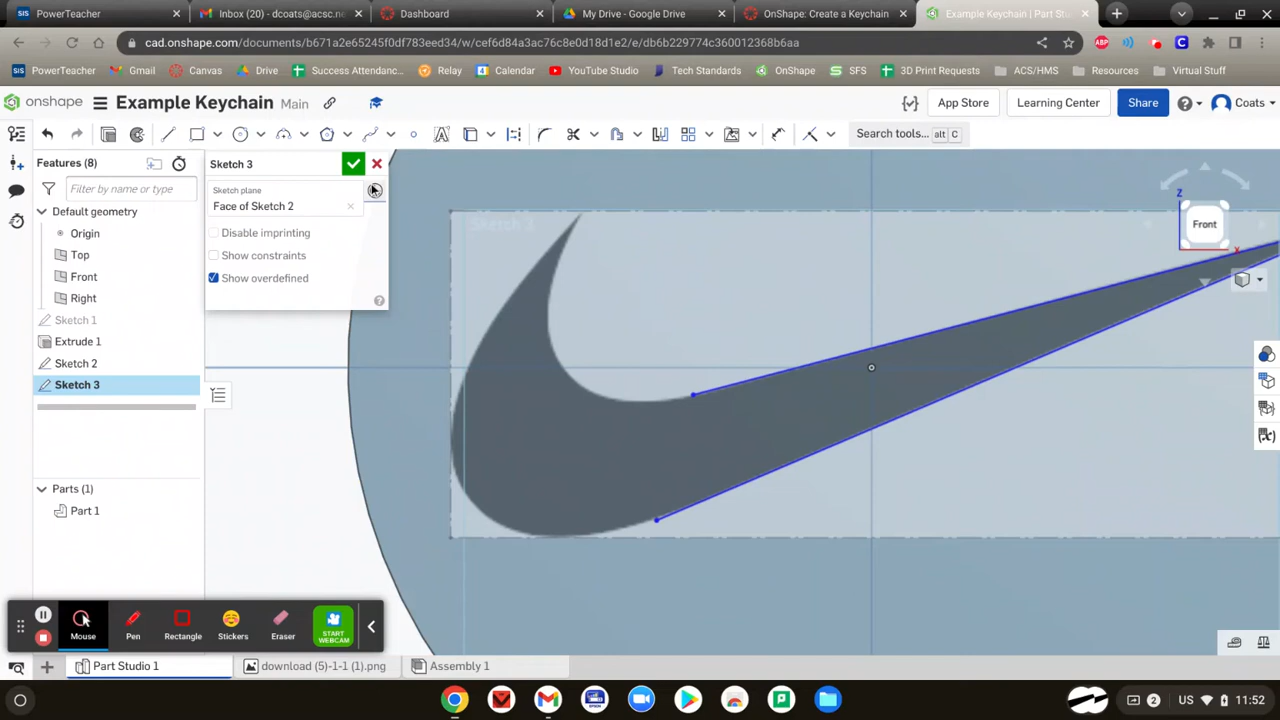 PowerTeacher
Inbox (20) - dcoats@acsc.ne
Dashboard
My Drive - Google Drive
OnShape: Create a Keychain
Example Keychain | Part Stu
cad.onshape.com/documents/b671a2e65245f0df783eed34/w/cef6d84a3ac76c8e0d18d1e2/e/db6b229774c360012368b6aa
PowerTeacher
Gmail
Canvas
Drive
Success Attendanc...
Relay
Calendar
YouTube Studio
Tech Standards
OnShape
SFS
3D Print Requests
ACS/HMS
Resources
Virtual Stuff
onshape
Example Keychain
Main
App Store
Learning Center
Share
Coats
Search tools...
alt
C
Features (8)
Filter by name or type
Default geometry
Origin
Top
Front
Right
Sketch 1
Extrude 1
Sketch 2
Sketch 3
Parts (1)
Part 1
Sketch 3
Sketch plane
Face of Sketch 2
Disable imprinting
Show constraints
Show overdefined
Z
Front
X
Mouse
Pen
Rectangle
Stickers
Eraser
START
WEBCAM
Part Studio 1
download (5)-1-1 (1).png
Assembly 1
2
US
11:52